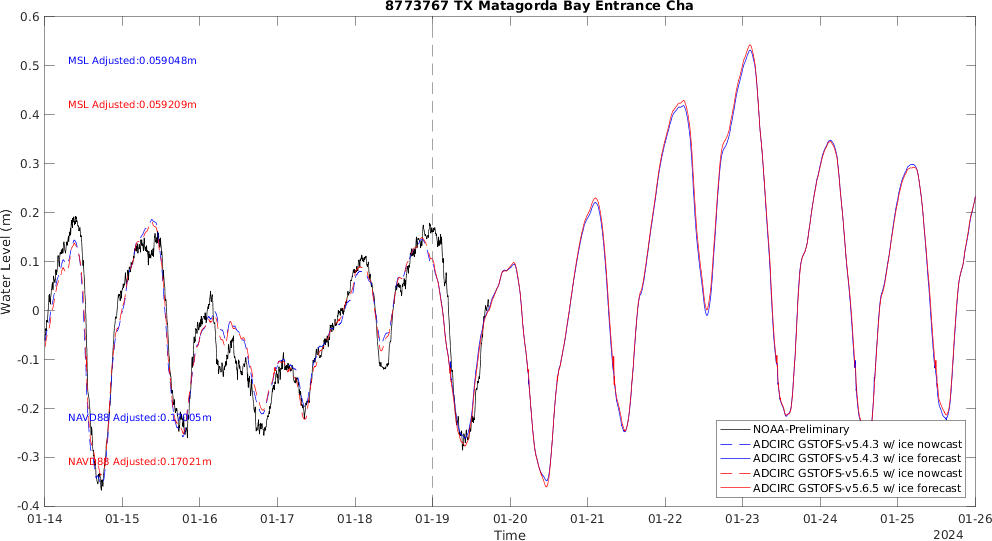 8773767 TX Matagorda Bay Entrance Cha
0.6
0.5
0.4
0.3
0.2
0.1
0
-0.1
-0.2
-0.3
-0.4
Water Level (m)
MSL Adjusted:0.059048m
MSL Adjusted:0.059209m
NAVD88 Adjusted:0.17005m
NAVD88 Adjusted:0.17021m
NOAA-Preliminary
ADCIRC GSTOFS-v5.4.3 w/ ice nowcast
ADCIRC GSTOFS-v5.4.3 w/ ice forecast
ADCIRC GSTOFS-v5.6.5 w/ ice nowcast
ADCIRC GSTOFS-v5.6.5 w/ ice forecast
01-14 01-15 01-16 01-17 01-18 01-19 01-20 01-21 01-22 01-23 01-24 01-25 01-26
Time
2024